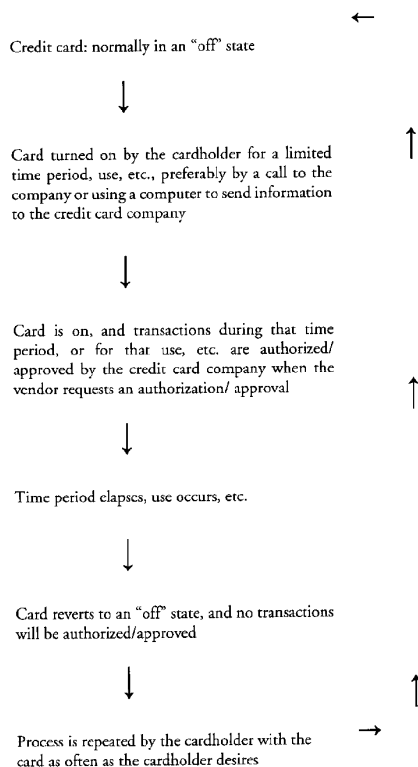 Credit card: normally in an "off" state
Card turned on by the cardholder for a limited
time period, use, etc., preferably by a call to the
company or using a computer to send information
to the credit card company
Card is on, and transactions during that time
period, or for that use, etc. are authorized/
approved by the credit card company when the
vendor requests an authorization/ approval
Time period elapses, use occurs, etc.
Card reverts to an "off" state, and no transactions
will be authorized/approved
Process is repeated by the cardholder with the
card as often as the cardholder desires